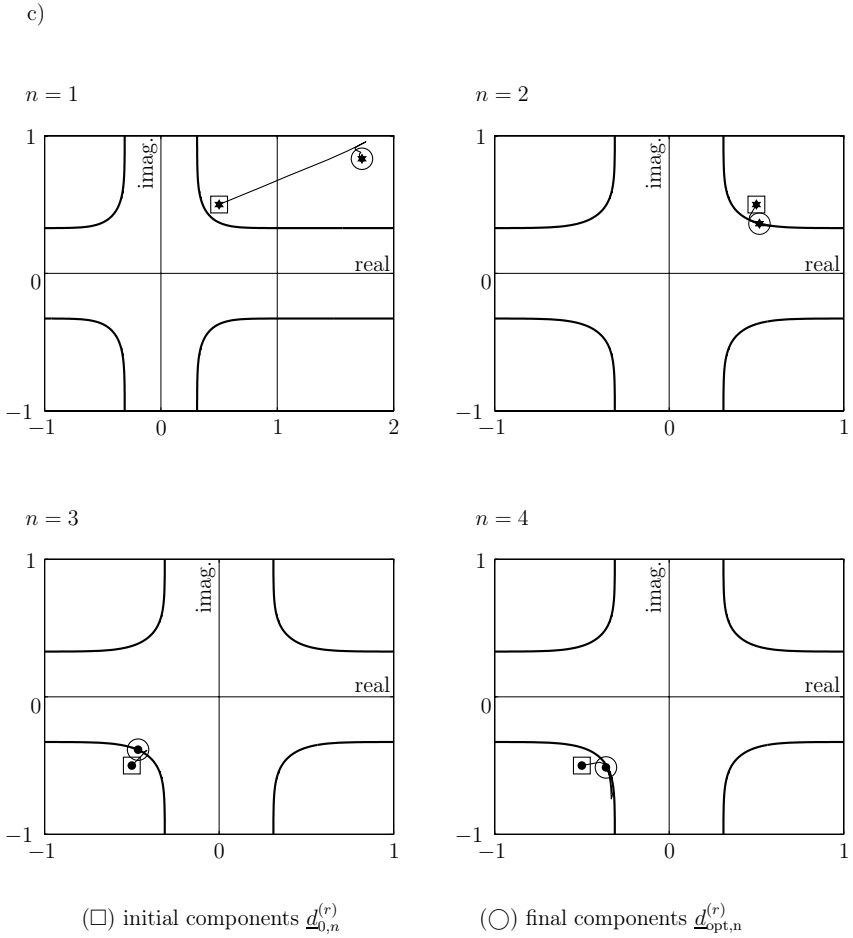 c)
n = 1
n = 2
1
imag.
real
0
−1
−1
0
1
2
1
imag.
real
0
−1
−1
0
1
n = 3
n = 4
1
imag.
real
0
−1
−1
0
1
1
imag.
real
0
−1
−1
0
1
(□) initial components d_{0,n}^{(r)}
(◯) final components d_{opt,n}^{(r)}